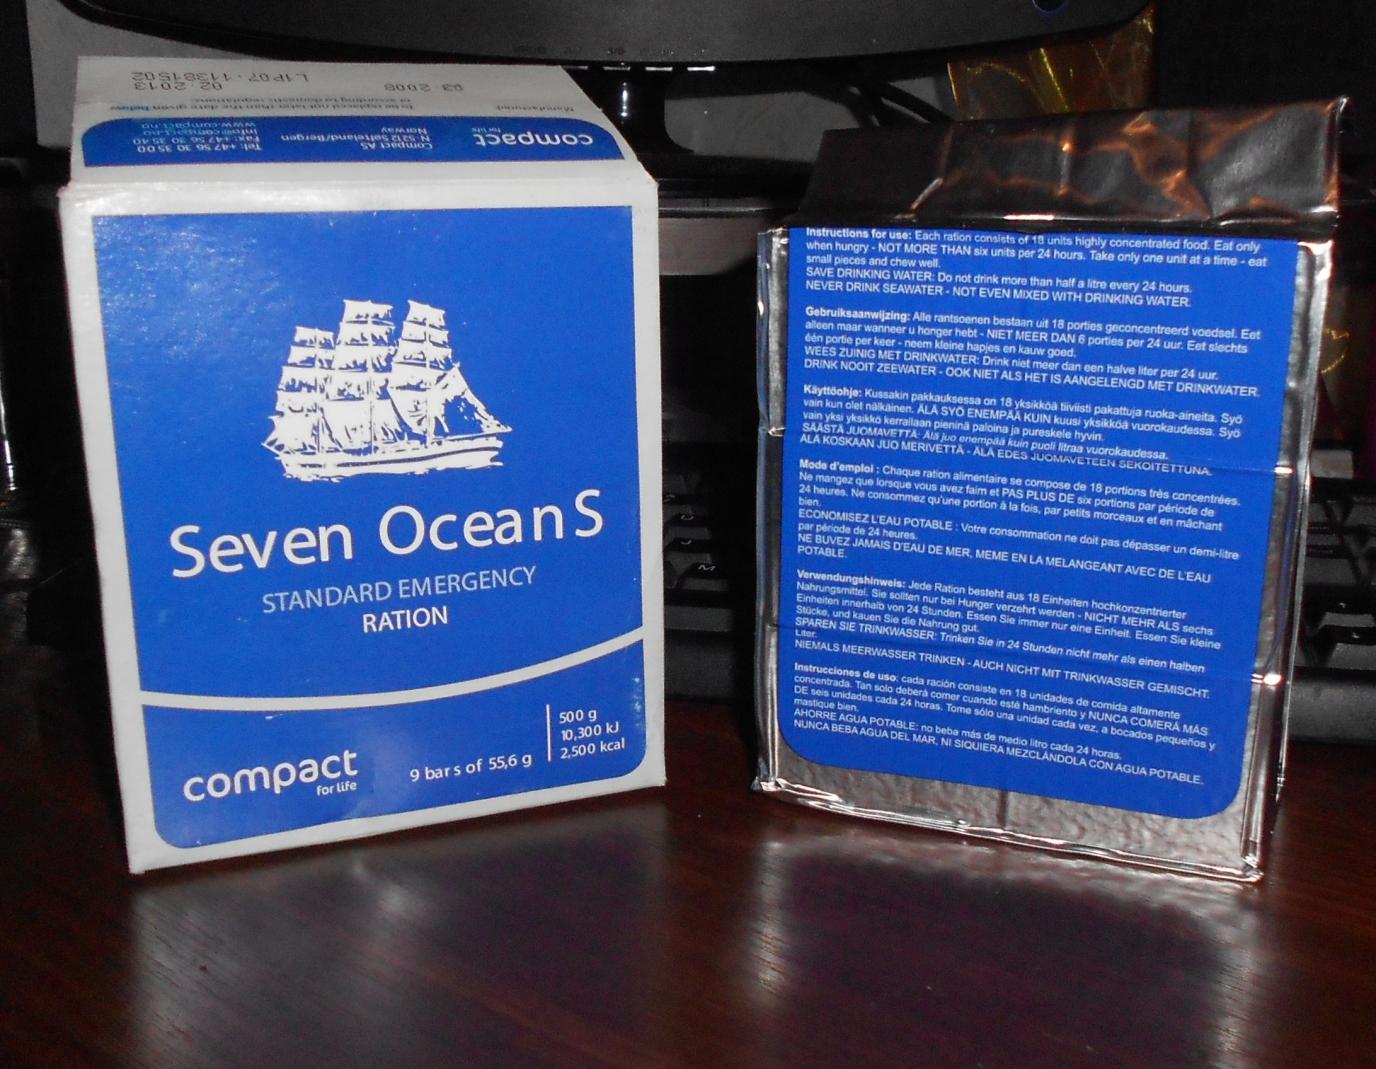 L1P07-11381502 02.2013 03.2008
Manufactured: to be replaced not later than the date given below
or according to domestic regulations
compact
for life
Compact AS
N-5212 Søfteland/Bergen
Norway
Tel: +47 56 30 35 00
Fax: +47 56 30 35 40
info@compact.no
www.compact.no
Seven OceanS
STANDARD EMERGENCY
RATION
compact
for life
9 bars of 55,6 g
500 g
10,300 kJ
2,500 kcal
Instructions for use: Each ration consists of 18 units highly concentrated food. Eat only
when hungry - NOT MORE THAN six units per 24 hours. Take only one unit at a time - eat
small pieces and chew well.
SAVE DRINKING WATER: Do not drink more than half a litre every 24 hours.
NEVER DRINK SEAWATER - NOT EVEN MIXED WITH DRINKING WATER.
Gebruiksaanwijzing: Alle rantsoenen bestaan uit 18 porties geconcentreerd voedsel. Eet
alleen maar wanneer u honger hebt - NIET MEER DAN 6 porties per 24 uur. Eet slechts
één portie per keer - neem kleine hapjes en kauw goed.
WEES ZUINIG MET DRINKWATER: Drink niet meer dan een halve liter per 24 uur.
DRINK NOOIT ZEEWATER - OOK NIET ALS HET IS AANGELENGD MET DRINKWATER.
Käyttöohje: Kussakin pakkauksessa on 18 yksikköä tiiviisti pakattuja ruoka-aineita. Syö
vain kun olet nälkäinen. ÄLÄ SYÖ ENEMPÄÄ KUIN kuusi yksikköä vuorokaudessa. Syö
vain yksi yksikkö kerrallaan pieninä paloina ja pureskele hyvin.
SÄÄSTÄ JUOMAVETTÄ: Älä juo enempää kuin puoli litraa vuorokaudessa.
ÄLÄ KOSKAAN JUO MERIVETTÄ - ÄLÄ EDES JUOMAVETEEN SEKOITETTUNA.
Mode d'emploi : Chaque ration alimentaire se compose de 18 portions très concentrées.
Ne mangez que lorsque vous avez faim et PAS PLUS DE six portions par période de
24 heures. Ne consommez qu'une portion à la fois, par petits morceaux et en mâchant
bien.
ECONOMISEZ L'EAU POTABLE : Votre consommation ne doit pas dépasser un demi-litre
par période de 24 heures.
NE BUVEZ JAMAIS D'EAU DE MER, MEME EN LA MELANGEANT AVEC DE L'EAU
POTABLE.
Verwendungshinweis: Jede Ration besteht aus 18 Einheiten hochkonzentrierter
Nahrungsmittel. Sie sollten nur bei Hunger verzehrt werden - NICHT MEHR ALS sechs
Einheiten innerhalb von 24 Stunden. Essen Sie immer nur eine Einheit. Essen Sie kleine
Stücke, und kauen Sie die Nahrung gut.
SPAREN SIE TRINKWASSER: Trinken Sie in 24 Stunden nicht mehr als einen halben
Liter.
NIEMALS MEERWASSER TRINKEN - AUCH NICHT MIT TRINKWASSER GEMISCHT.
Instrucciones de uso: cada ración consiste en 18 unidades de comida altamente
concentrada. Tan solo deberá comer cuando esté hambriento y NUNCA COMERÁ MÁS
DE seis unidades cada 24 horas. Tome sólo una unidad cada vez, a bocados pequeños y
mastique bien.
AHORRE AGUA POTABLE: no beba más de medio litro cada 24 horas.
NUNCA BEBA AGUA DEL MAR, NI SIQUIERA MEZCLÁNDOLA CON AGUA POTABLE.